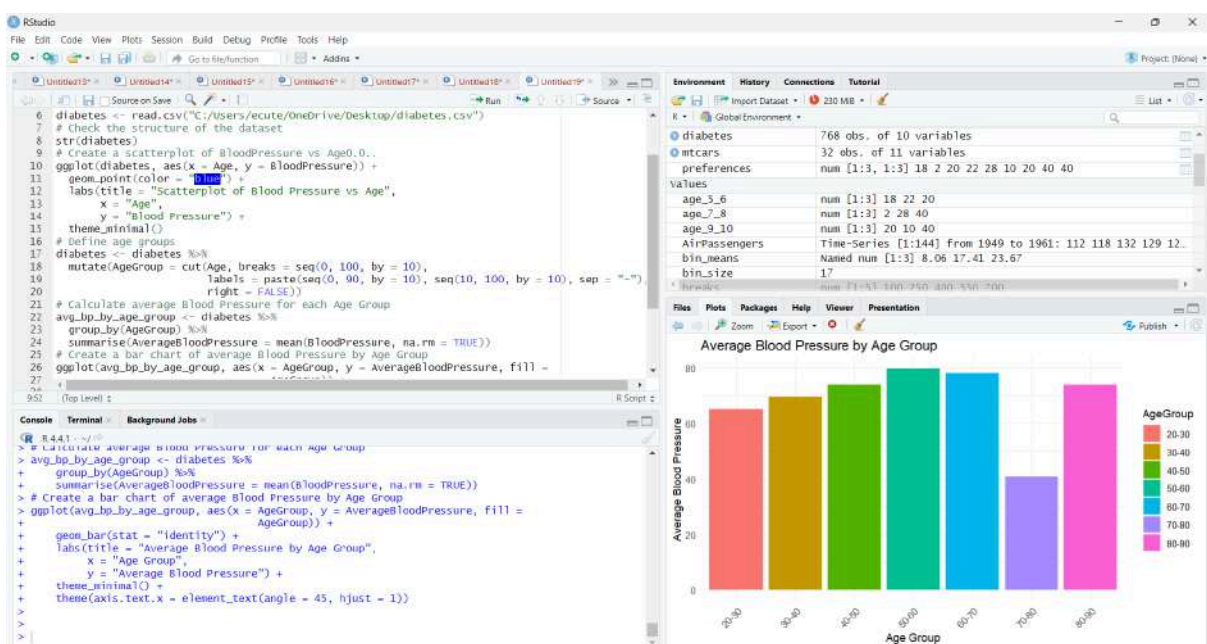 RStudio
File Edit Code View Plots Session Build Debug Profile Tools Help
Go to file/function Addins Project: (None)
Untitled13* Untitled14* Untitled15* Untitled16* Untitled17* Untitled18* Untitled19*
Source on Save Run Source
6 diabetes <- read.csv("C:/Users/ecute/OneDrive/Desktop/diabetes.csv")
7 # Check the structure of the dataset
8 str(diabetes)
9 # Create a scatterplot of BloodPressure vs Age0.0..
10 ggplot(diabetes, aes(x = Age, y = BloodPressure)) +
11 geom_point(color = "blue") +
12 labs(title = "Scatterplot of Blood Pressure vs Age",
13 x = "Age",
14 y = "Blood Pressure") +
15 theme_minimal()
16 # Define age groups
17 diabetes <- diabetes %>%
18 mutate(AgeGroup = cut(Age, breaks = seq(0, 100, by = 10),
19 labels = paste(seq(0, 90, by = 10), seq(10, 100, by = 10), sep = "-"),
20 right = FALSE))
21 # Calculate average Blood Pressure for each Age Group
22 avg_bp_by_age_group <- diabetes %>%
23 group_by(AgeGroup) %>%
24 summarise(AverageBloodPressure = mean(BloodPressure, na.rm = TRUE))
25 # Create a bar chart of average Blood Pressure by Age Group
26 ggplot(avg_bp_by_age_group, aes(x = AgeGroup, y = AverageBloodPressure, fill =
27
9:52 (Top Level) R Script
Console Terminal Background Jobs
R 4.4.1 · ~/
> # Calculate average Blood Pressure for each Age Group
> avg_bp_by_age_group <- diabetes %>%
+ group_by(AgeGroup) %>%
+ summarise(AverageBloodPressure = mean(BloodPressure, na.rm = TRUE))
> # Create a bar chart of average Blood Pressure by Age Group
> ggplot(avg_bp_by_age_group, aes(x = AgeGroup, y = AverageBloodPressure, fill =
+ AgeGroup)) +
+ geom_bar(stat = "identity") +
+ labs(title = "Average Blood Pressure by Age Group",
+ x = "Age Group",
+ y = "Average Blood Pressure") +
+ theme_minimal() +
+ theme(axis.text.x = element_text(angle = 45, hjust = 1))
>
>
>
Environment History Connections Tutorial
Import Dataset 230 MiB List
R Global Environment
diabetes 768 obs. of 10 variables
mtcars 32 obs. of 11 variables
preferences num [1:3, 1:3] 18 2 20 22 28 10 20 40 40
Values
age_5_6 num [1:3] 18 22 20
age_7_8 num [1:3] 2 28 40
age_9_10 num [1:3] 20 10 40
AirPassengers Time-Series [1:144] from 1949 to 1961: 112 118 132 129 12..
bin_means Named num [1:3] 8.06 17.41 23.67
bin_size 17
breaks
Files Plots Packages Help Viewer Presentation
Zoom Export Publish
Average Blood Pressure by Age Group
Average Blood Pressure
80
60
40
20
0
20-30 30-40 40-50 50-60 60-70 70-80 80-90
Age Group
AgeGroup
20-30
30-40
40-50
50-60
60-70
70-80
80-90